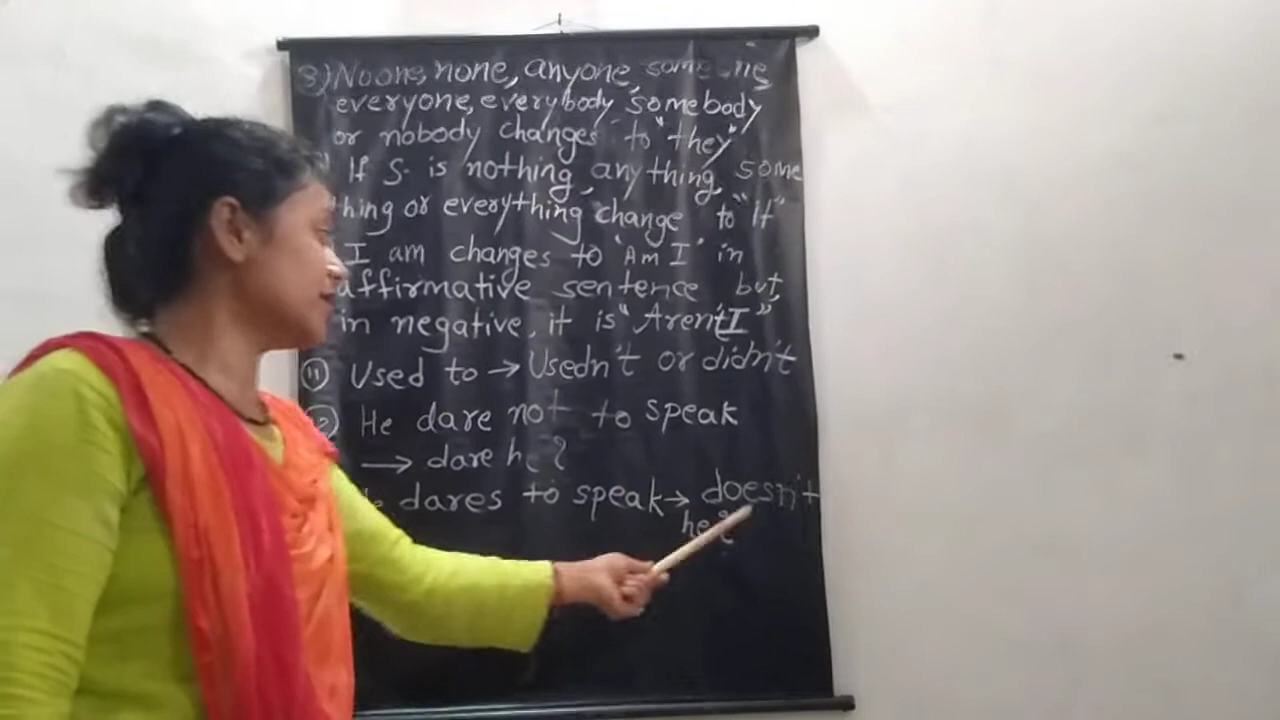 8) No one, none, anyone, someone
everyone, everybody somebody
or nobody changes to "they"
If S. is nothing, anything, some
thing or everything change to "It"
I am changes to "Am I" in
affirmative sentence but,
in negative, it is "Aren't I"
11 Used to → Usedn't or didn't
He dare not to speak
→ dare he?
dares to speak → doesn't
he?